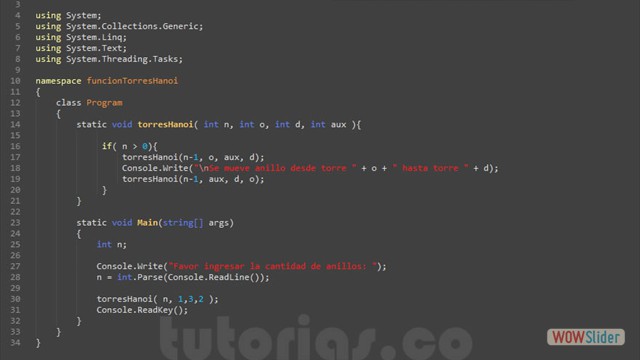 3
4 using System;
5 using System.Collections.Generic;
6 using System.Linq;
7 using System.Text;
8 using System.Threading.Tasks;
9
10 namespace funcionTorresHanoi
11 {
12 class Program
13 {
14 static void torresHanoi( int n, int o, int d, int aux ){
15
16 if( n > 0){
17 torresHanoi(n-1, o, aux, d);
18 Console.Write("\nSe mueve anillo desde torre " + o + " hasta torre " + d);
19 torresHanoi(n-1, aux, d, o);
20 }
21 }
22
23 static void Main(string[] args)
24 {
25 int n;
26
27 Console.Write("Favor ingresar la cantidad de anillos: ");
28 n = int.Parse(Console.ReadLine());
29
30 torresHanoi( n, 1,3,2 );
31 Console.ReadKey();
32 }
33 }
34 }
tutorias.co
WOWSlider